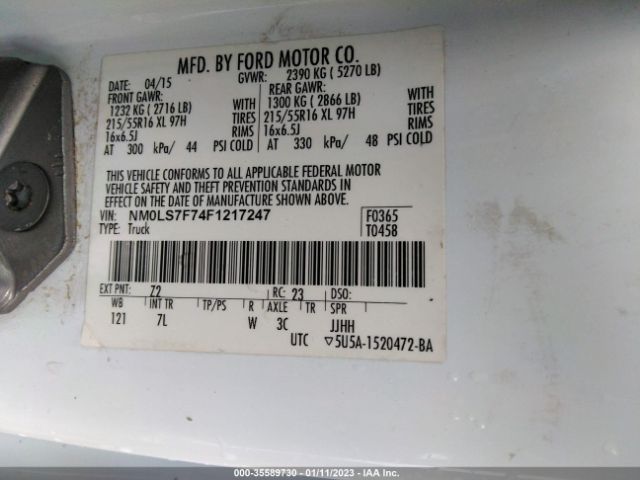 MFD. BY FORD MOTOR CO.
DATE: 04/15 GVWR: 2390 KG ( 5270 LB)
FRONT GAWR: REAR GAWR:
1232 KG ( 2716 LB) WITH 1300 KG ( 2866 LB) WITH
215/55R16 XL 97H TIRES 215/55R16 XL 97H TIRES
16x6.5J RIMS 16x6.5J RIMS
AT 300 kPa/ 44 PSI COLD AT 330 kPa/ 48 PSI COLD
THIS VEHICLE CONFORMS TO ALL APPLICABLE FEDERAL MOTOR
VEHICLE SAFETY AND THEFT PREVENTION STANDARDS IN
EFFECT ON THE DATE OF MANUFACTURE SHOWN ABOVE.
VIN: NM0LS7F74F1217247 F0365
TYPE: Truck T0458
EXT PNT: Z2 RC: 23 DSO:
WB INT TR TP/PS R AXLE TR SPR
121 7L W 3C JJHH
UTC ▽5U5A-1520472-BA
000-35589730 - 01/11/2023 - IAA Inc.